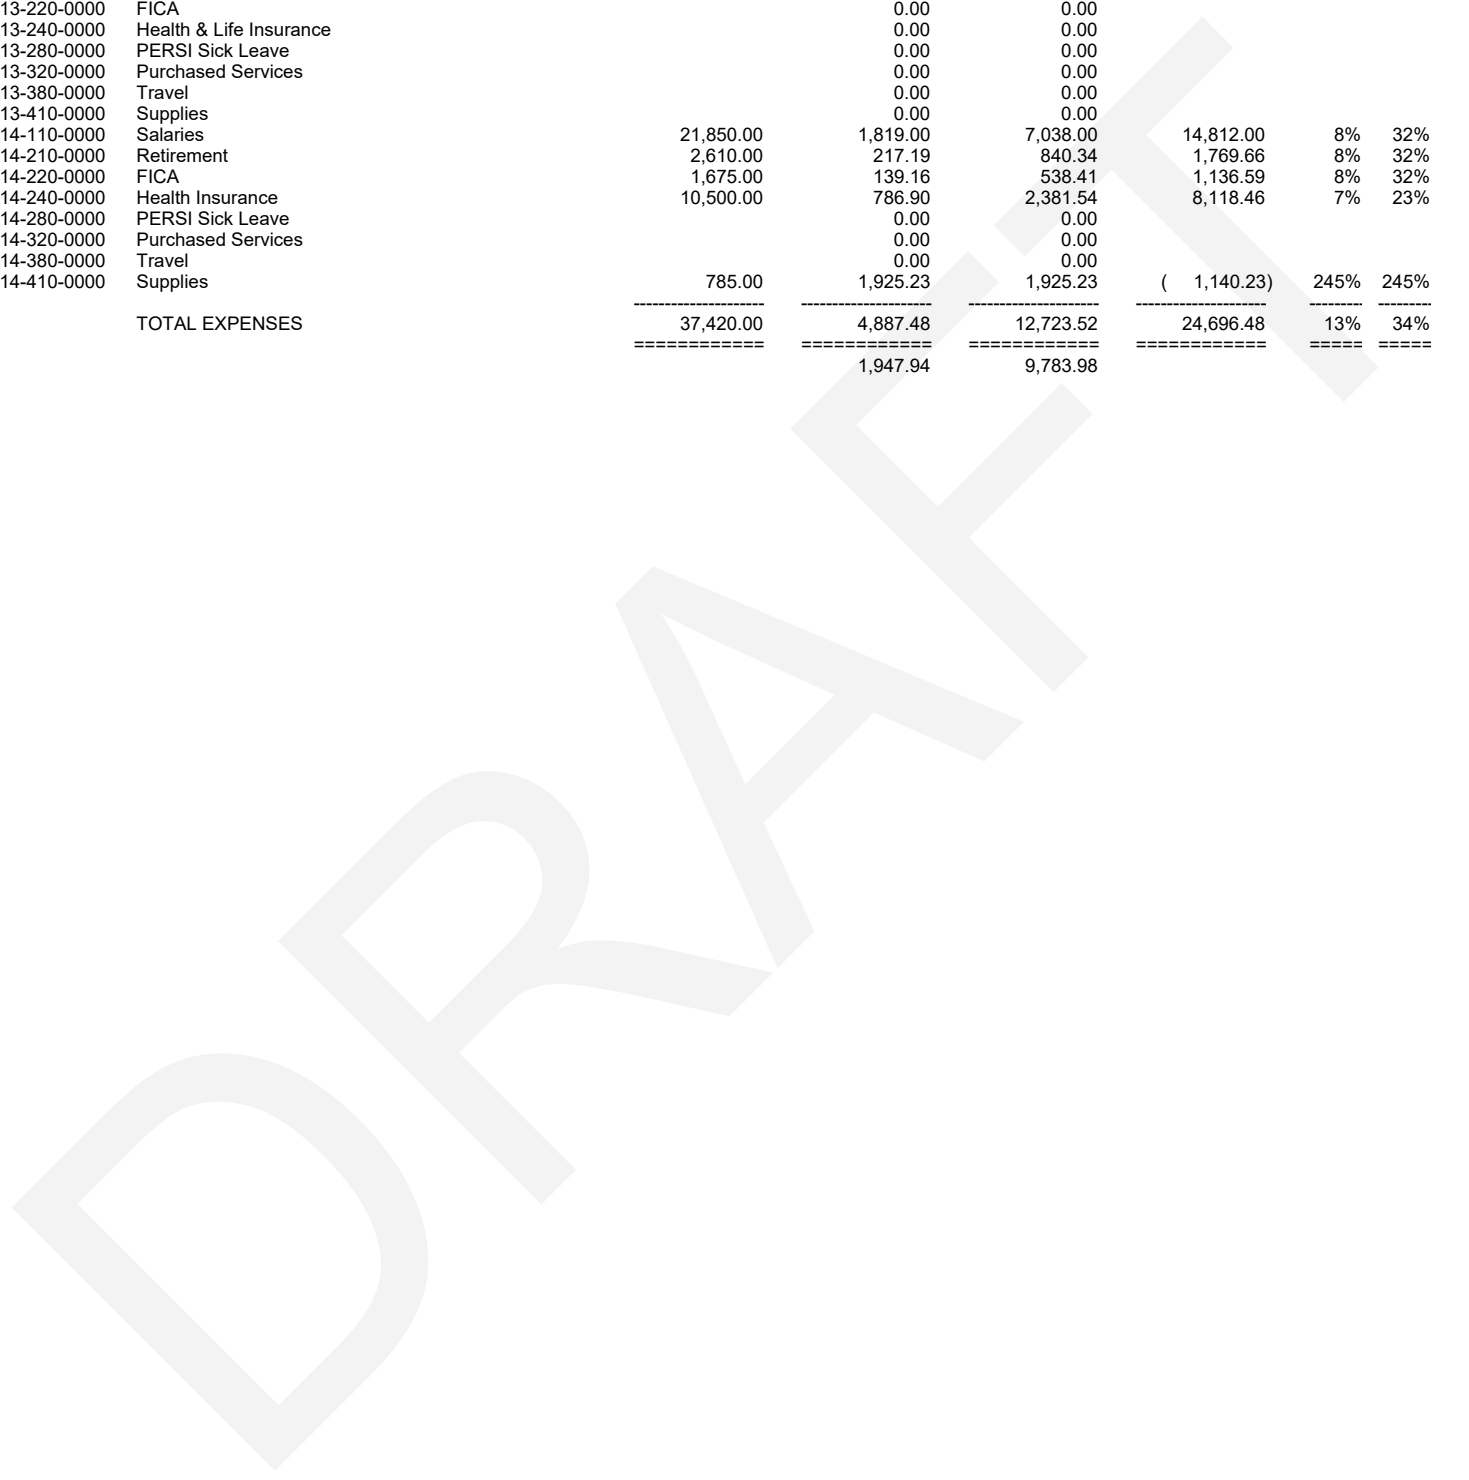 13-220-0000 FICA 0.00 0.00
13-240-0000 Health & Life Insurance 0.00 0.00
13-280-0000 PERSI Sick Leave 0.00 0.00
13-320-0000 Purchased Services 0.00 0.00
13-380-0000 Travel 0.00 0.00
13-410-0000 Supplies 0.00 0.00
14-110-0000 Salaries 21,850.00 1,819.00 7,038.00 14,812.00 8% 32%
14-210-0000 Retirement 2,610.00 217.19 840.34 1,769.66 8% 32%
14-220-0000 FICA 1,675.00 139.16 538.41 1,136.59 8% 32%
14-240-0000 Health Insurance 10,500.00 786.90 2,381.54 8,118.46 7% 23%
14-280-0000 PERSI Sick Leave 0.00 0.00
14-320-0000 Purchased Services 0.00 0.00
14-380-0000 Travel 0.00 0.00
14-410-0000 Supplies 785.00 1,925.23 1,925.23 ( 1,140.23) 245% 245%
--------------------- --------------------- --------------------- --------------------- -------- --------
TOTAL EXPENSES 37,420.00 4,887.48 12,723.52 24,696.48 13% 34%
============ ============ ============ ============ ===== =====
1,947.94 9,783.98
DRAFT